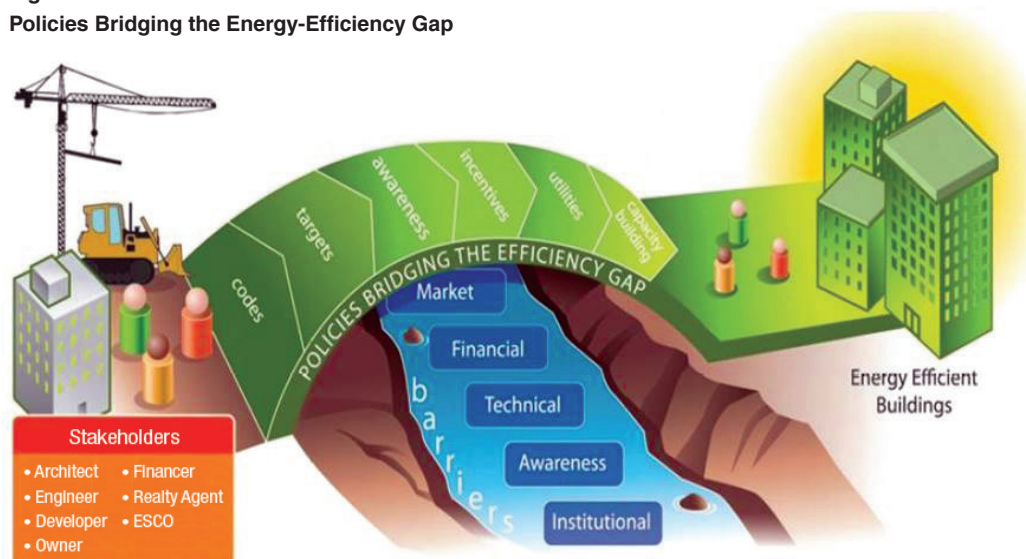 Policies Bridging the Energy-Efficiency Gap
codes
targets
awareness
incentives
utilities
capacity
building
POLICIES BRIDGING THE EFFICIENCY GAP
Market
Financial
Technical
Awareness
Institutional
barriers
Energy Efficient
Buildings
Stakeholders
• Architect
• Engineer
• Developer
• Owner
• Financer
• Realty Agent
• ESCO